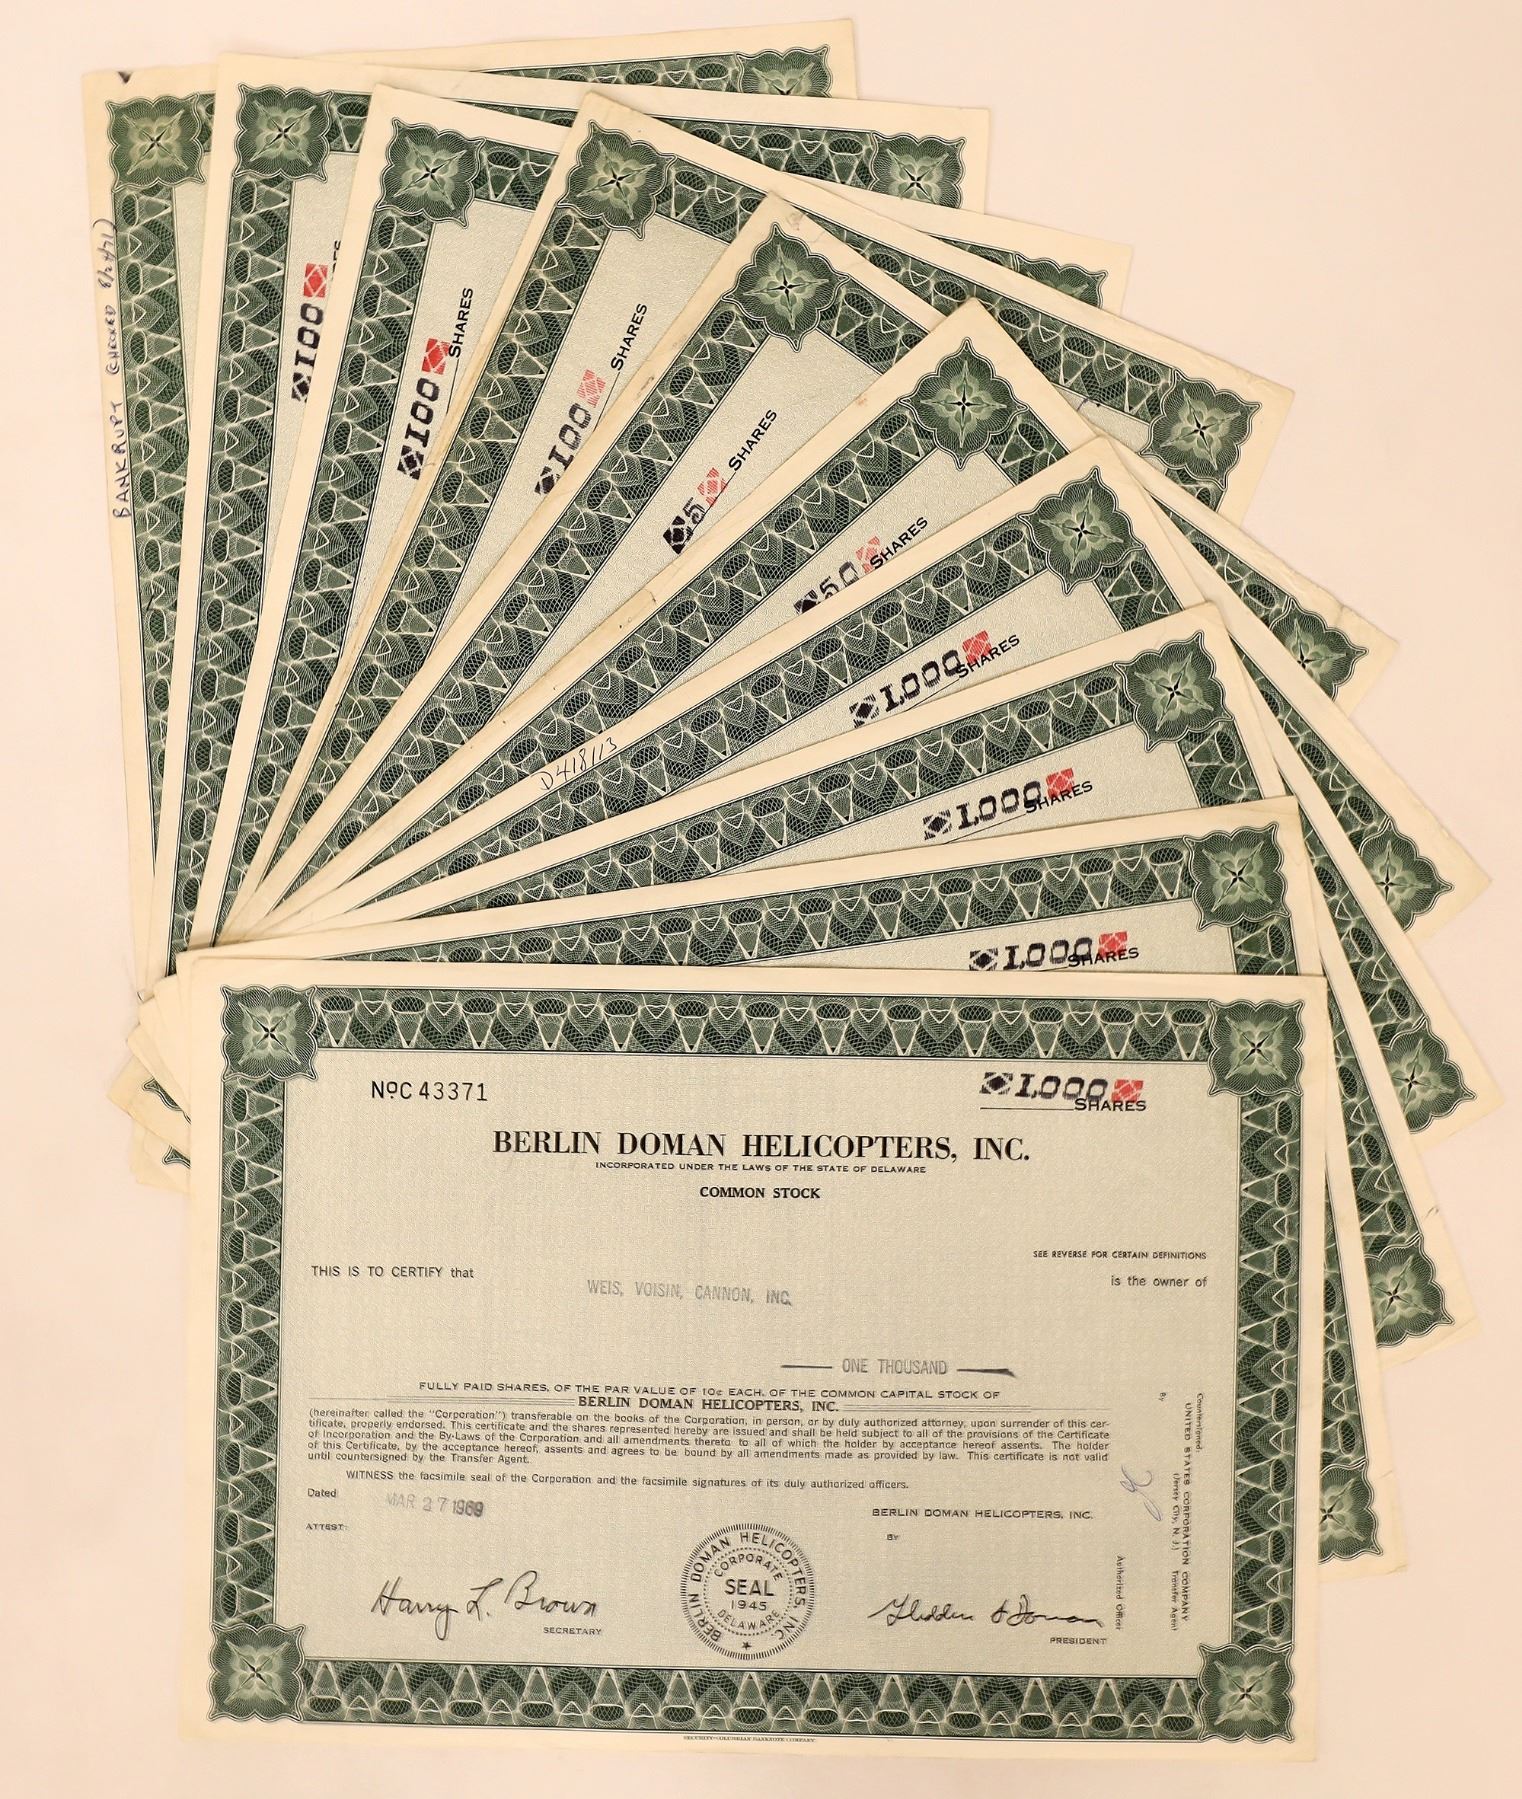 BANKRUPT (CHECKED
100
100
SHARES
100
SHARES
5
SHARES
50
SHARES
D418113
1,000
SHARES
1,000
SHARES
1,000
SHARES
NoC 43371
1,000
SHARES
BERLIN DOMAN HELICOPTERS, INC.
INCORPORATED UNDER THE LAWS OF THE STATE OF DELAWARE
COMMON STOCK
SEE REVERSE FOR CERTAIN DEFINITIONS
THIS IS TO CERTIFY that
is the owner of
WEIS, VOISIN, CANNON, INC.
ONE THOUSAND
FULLY PAID SHARES, OF THE PAR VALUE OF 10¢ EACH, OF THE COMMON CAPITAL STOCK OF
BERLIN DOMAN HELICOPTERS, INC.
(hereinafter called the "Corporation") transferable on the books of the Corporation, in person, or by duly authorized attorney, upon surrender of this cer-
tificate, properly endorsed. This certificate and the shares represented hereby are issued and shall be held subject to all of the provisions of the Certificate
of Incorporation and the By-Laws of the Corporation and all amendments thereto to all of which the holder by acceptance hereof assents. The holder
of this Certificate, by the acceptance hereof, assents and agrees to be bound by all amendments made as provided by law. This certificate is not valid
until countersigned by the Transfer Agent.
WITNESS the facsimile seal of the Corporation and the facsimile signatures of its duly authorized officers.
Dated
MAR 27 1969
BERLIN DOMAN HELICOPTERS, INC.
ATTEST:
BY
BERLIN DOMAN HELICOPTERS, INC.
CORPORATE
SEAL
1945
DELAWARE
Harry L. Brown
SECRETARY
Glidden S Doman
PRESIDENT
Countersigned:
UNITED STATES CORPORATION COMPANY
(Jersey City, N. J.) Transfer Agent
By
Authorized Officer
SECURITY-COLUMBIAN BANKNOTE COMPANY